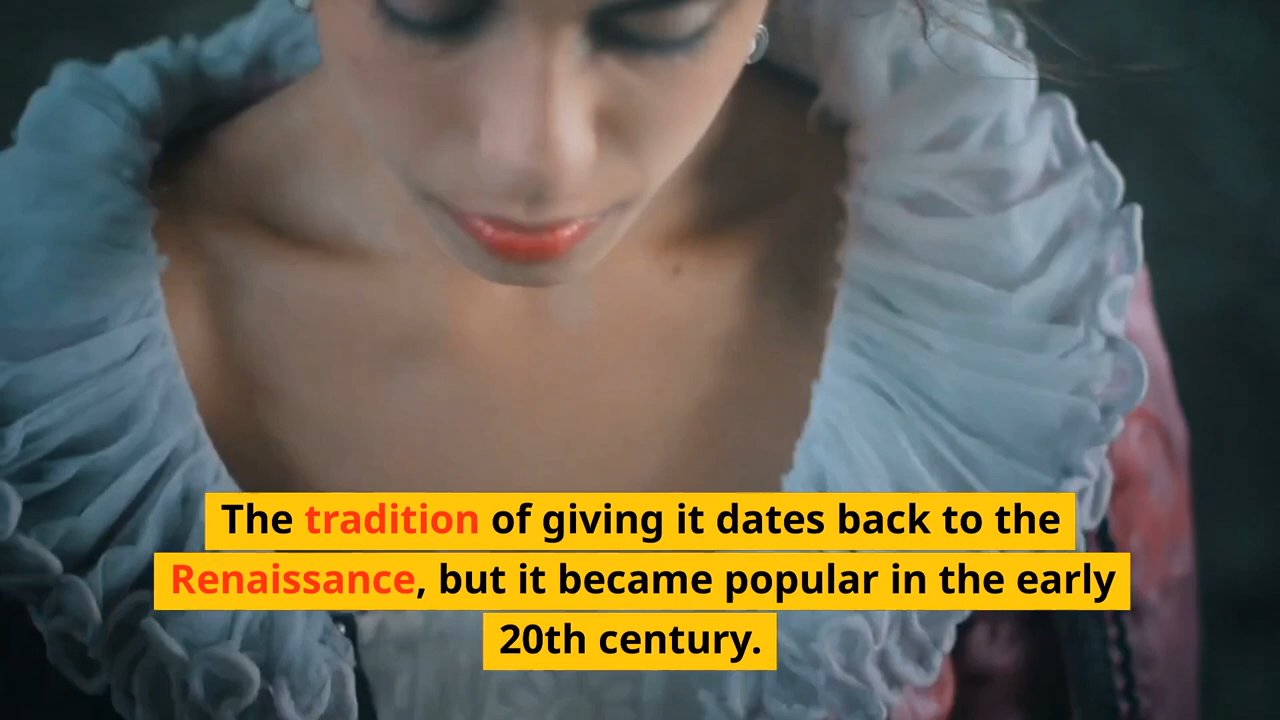 The tradition of giving it dates back to the
Renaissance, but it became popular in the early
20th century.